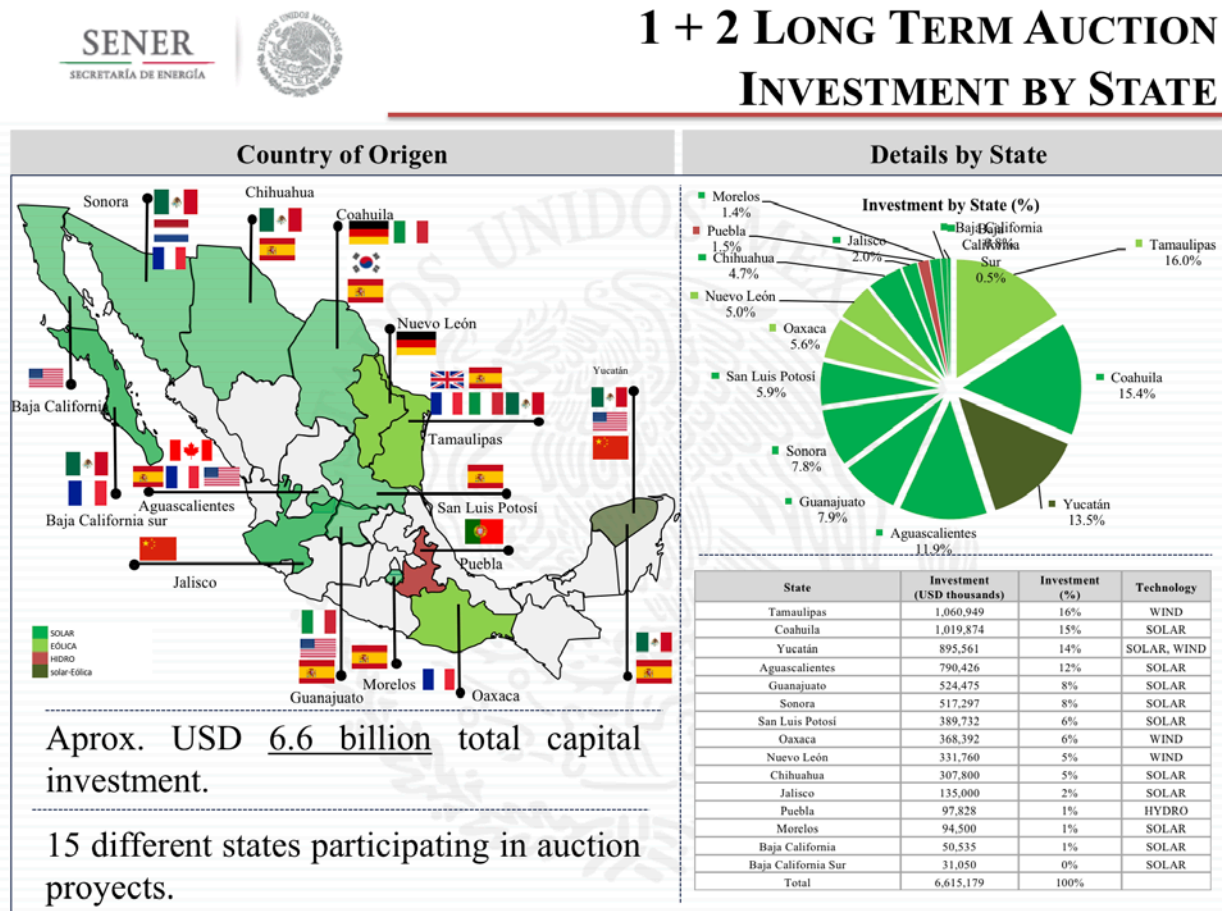 SENER
SECRETARÍA DE ENERGÍA
1 + 2 LONG TERM AUCTION
INVESTMENT BY STATE
Country of Origen
Details by State
Sonora
Chihuahua
Coahuila
Nuevo León
Yucatán
Baja California
Tamaulipas
Aguascalientes
San Luis Potosí
Baja California sur
Puebla
Jalisco
SOLAR
EÓLICA
HIDRO
solar-Eólica
Guanajuato
Morelos
Oaxaca
Aprox. USD 6.6 billion total capital
investment.
15 different states participating in auction
proyects.
Investment by State (%)
Morelos
1.4%
Puebla
1.5%
Jalisco
2.0%
Chihuahua
4.7%
Nuevo León
5.0%
Oaxaca
5.6%
San Luis Potosí
5.9%
Sonora
7.8%
Guanajuato
7.9%
Aguascalientes
11.9%
Baja California
Baja
California
Sur
0.5%
Tamaulipas
16.0%
Coahuila
15.4%
Yucatán
13.5%
State Investment (USD thousands) Investment (%) Technology
Tamaulipas 1,060,949 16% WIND
Coahuila 1,019,874 15% SOLAR
Yucatán 895,561 14% SOLAR, WIND
Aguascalientes 790,426 12% SOLAR
Guanajuato 524,475 8% SOLAR
Sonora 517,297 8% SOLAR
San Luis Potosí 389,732 6% SOLAR
Oaxaca 368,392 6% WIND
Nuevo León 331,760 5% WIND
Chihuahua 307,800 5% SOLAR
Jalisco 135,000 2% SOLAR
Puebla 97,828 1% HYDRO
Morelos 94,500 1% SOLAR
Baja California 50,535 1% SOLAR
Baja California Sur 31,050 0% SOLAR
Total 6,615,179 100%